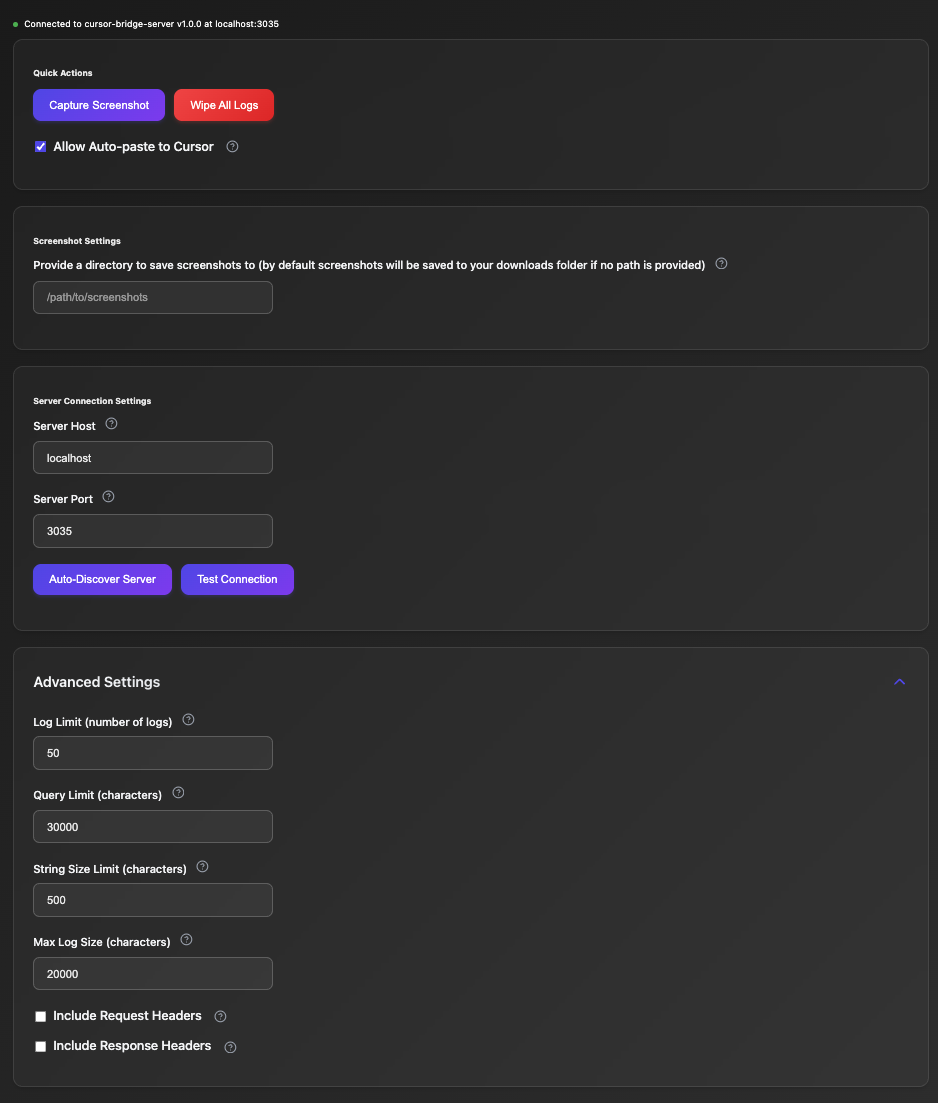 Connected to cursor-bridge-server v1.0.0 at localhost:3035
Quick Actions
Capture Screenshot
Wipe All Logs
Allow Auto-paste to Cursor
Screenshot Settings
Provide a directory to save screenshots to (by default screenshots will be saved to your downloads folder if no path is provided)
/path/to/screenshots
Server Connection Settings
Server Host
localhost
Server Port
3035
Auto-Discover Server
Test Connection
Advanced Settings
Log Limit (number of logs)
50
Query Limit (characters)
30000
String Size Limit (characters)
500
Max Log Size (characters)
20000
Include Request Headers
Include Response Headers